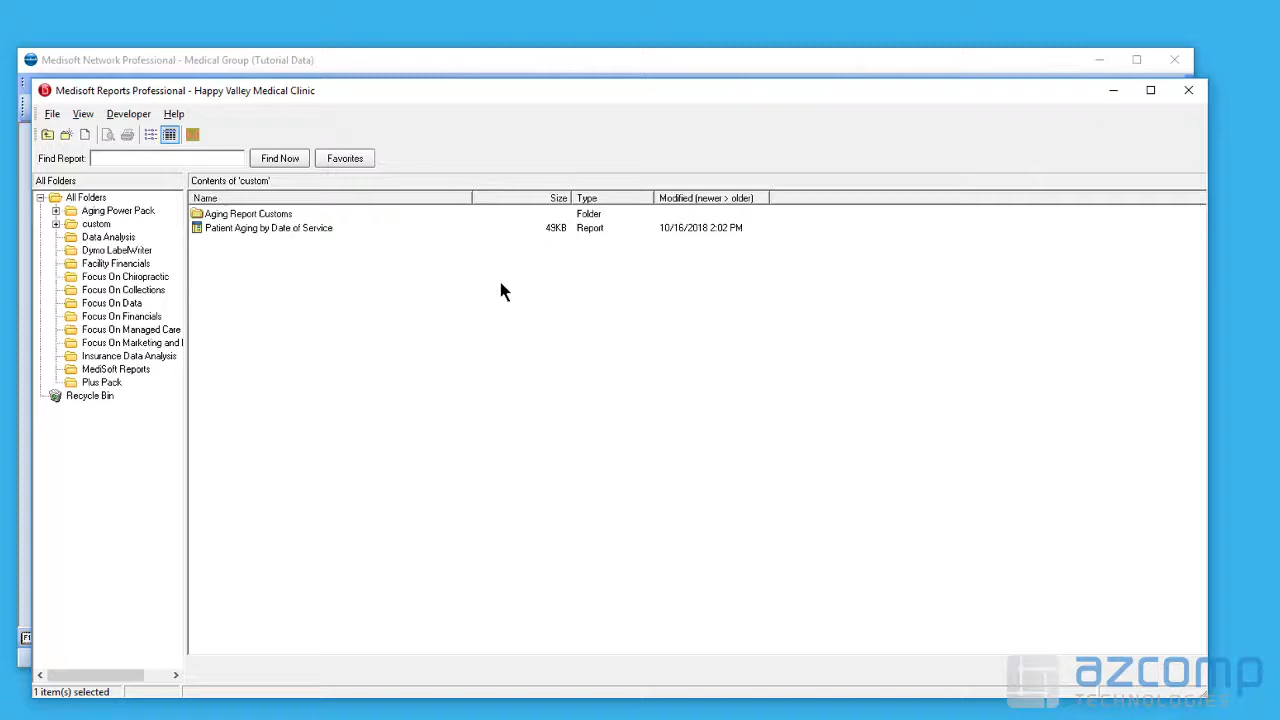 Medisoft Network Professional - Medical Group (Tutorial Data)
Medisoft Reports Professional - Happy Valley Medical Clinic
File View Developer Help
Find Report: Find Now Favorites
All Folders
All Folders
Aging Power Pack
custom
Data Analysis
Dymo LabelWriter
Facility Financials
Focus On Chiropractic
Focus On Collections
Focus On Data
Focus On Financials
Focus On Managed Care
Focus On Marketing and
Insurance Data Analysis
MediSoft Reports
Plus Pack
Recycle Bin
Contents of 'custom'
Name Size Type Modified (newer > older)
Aging Report Customs Folder
Patient Aging by Date of Service 49KB Report 10/16/2018 2:02 PM
1 item(s) selected
azcomp
TECHNOLOGIES